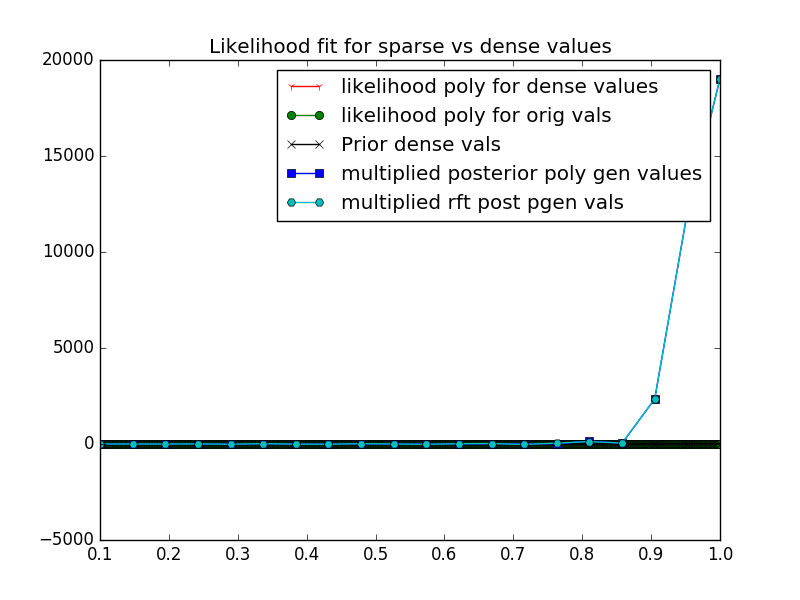 Likelihood fit for sparse vs dense values
20000
15000
10000
5000
0
−5000
likelihood poly for dense values
likelihood poly for orig vals
Prior dense vals
multiplied posterior poly gen values
multiplied rft post pgen vals
0.1 0.2 0.3 0.4 0.5 0.6 0.7 0.8 0.9 1.0